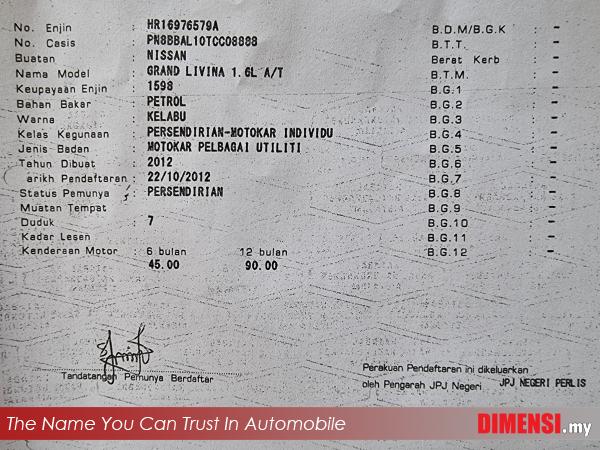 No. Enjin : HR16976579A B.D.M/B.G.K : -
No. Casis : PN8BBAL10TCC08888 B.T.T. : -
Buatan : NISSAN Berat Kerb : -
Nama Model : GRAND LIVINA 1.6L A/T B.T.M. : -
Keupayaan Enjin : 1598 B.G.1 : -
Bahan Bakar : PETROL B.G.2 : -
Warna : KELABU B.G.3 : -
Kelas Kegunaan : PERSENDIRIAN-MOTOKAR INDIVIDU B.G.4 : -
Jenis Badan : MOTOKAR PELBAGAI UTILITI B.G.5 : -
Tahun Dibuat : 2012 B.G.6 : -
arikh Pendaftaran : 22/10/2012 B.G.7 : -
Status Pemunya : PERSENDIRIAN B.G.8 : -
Muatan Tempat B.G.9 : -
Duduk : 7 B.G.10 : -
Kadar Lesen B.G.11 : -
Kenderaan Motor : 6 bulan 12 bulan B.G.12 : -
45.00 90.00
Tandatangan Pemunya Berdaftar
Perakuan Pendaftaran ini dikeluarkan
oleh Pengarah JPJ Negeri JPJ NEGERI PERLIS
The Name You Can Trust In Automobile
DIMENSI.my